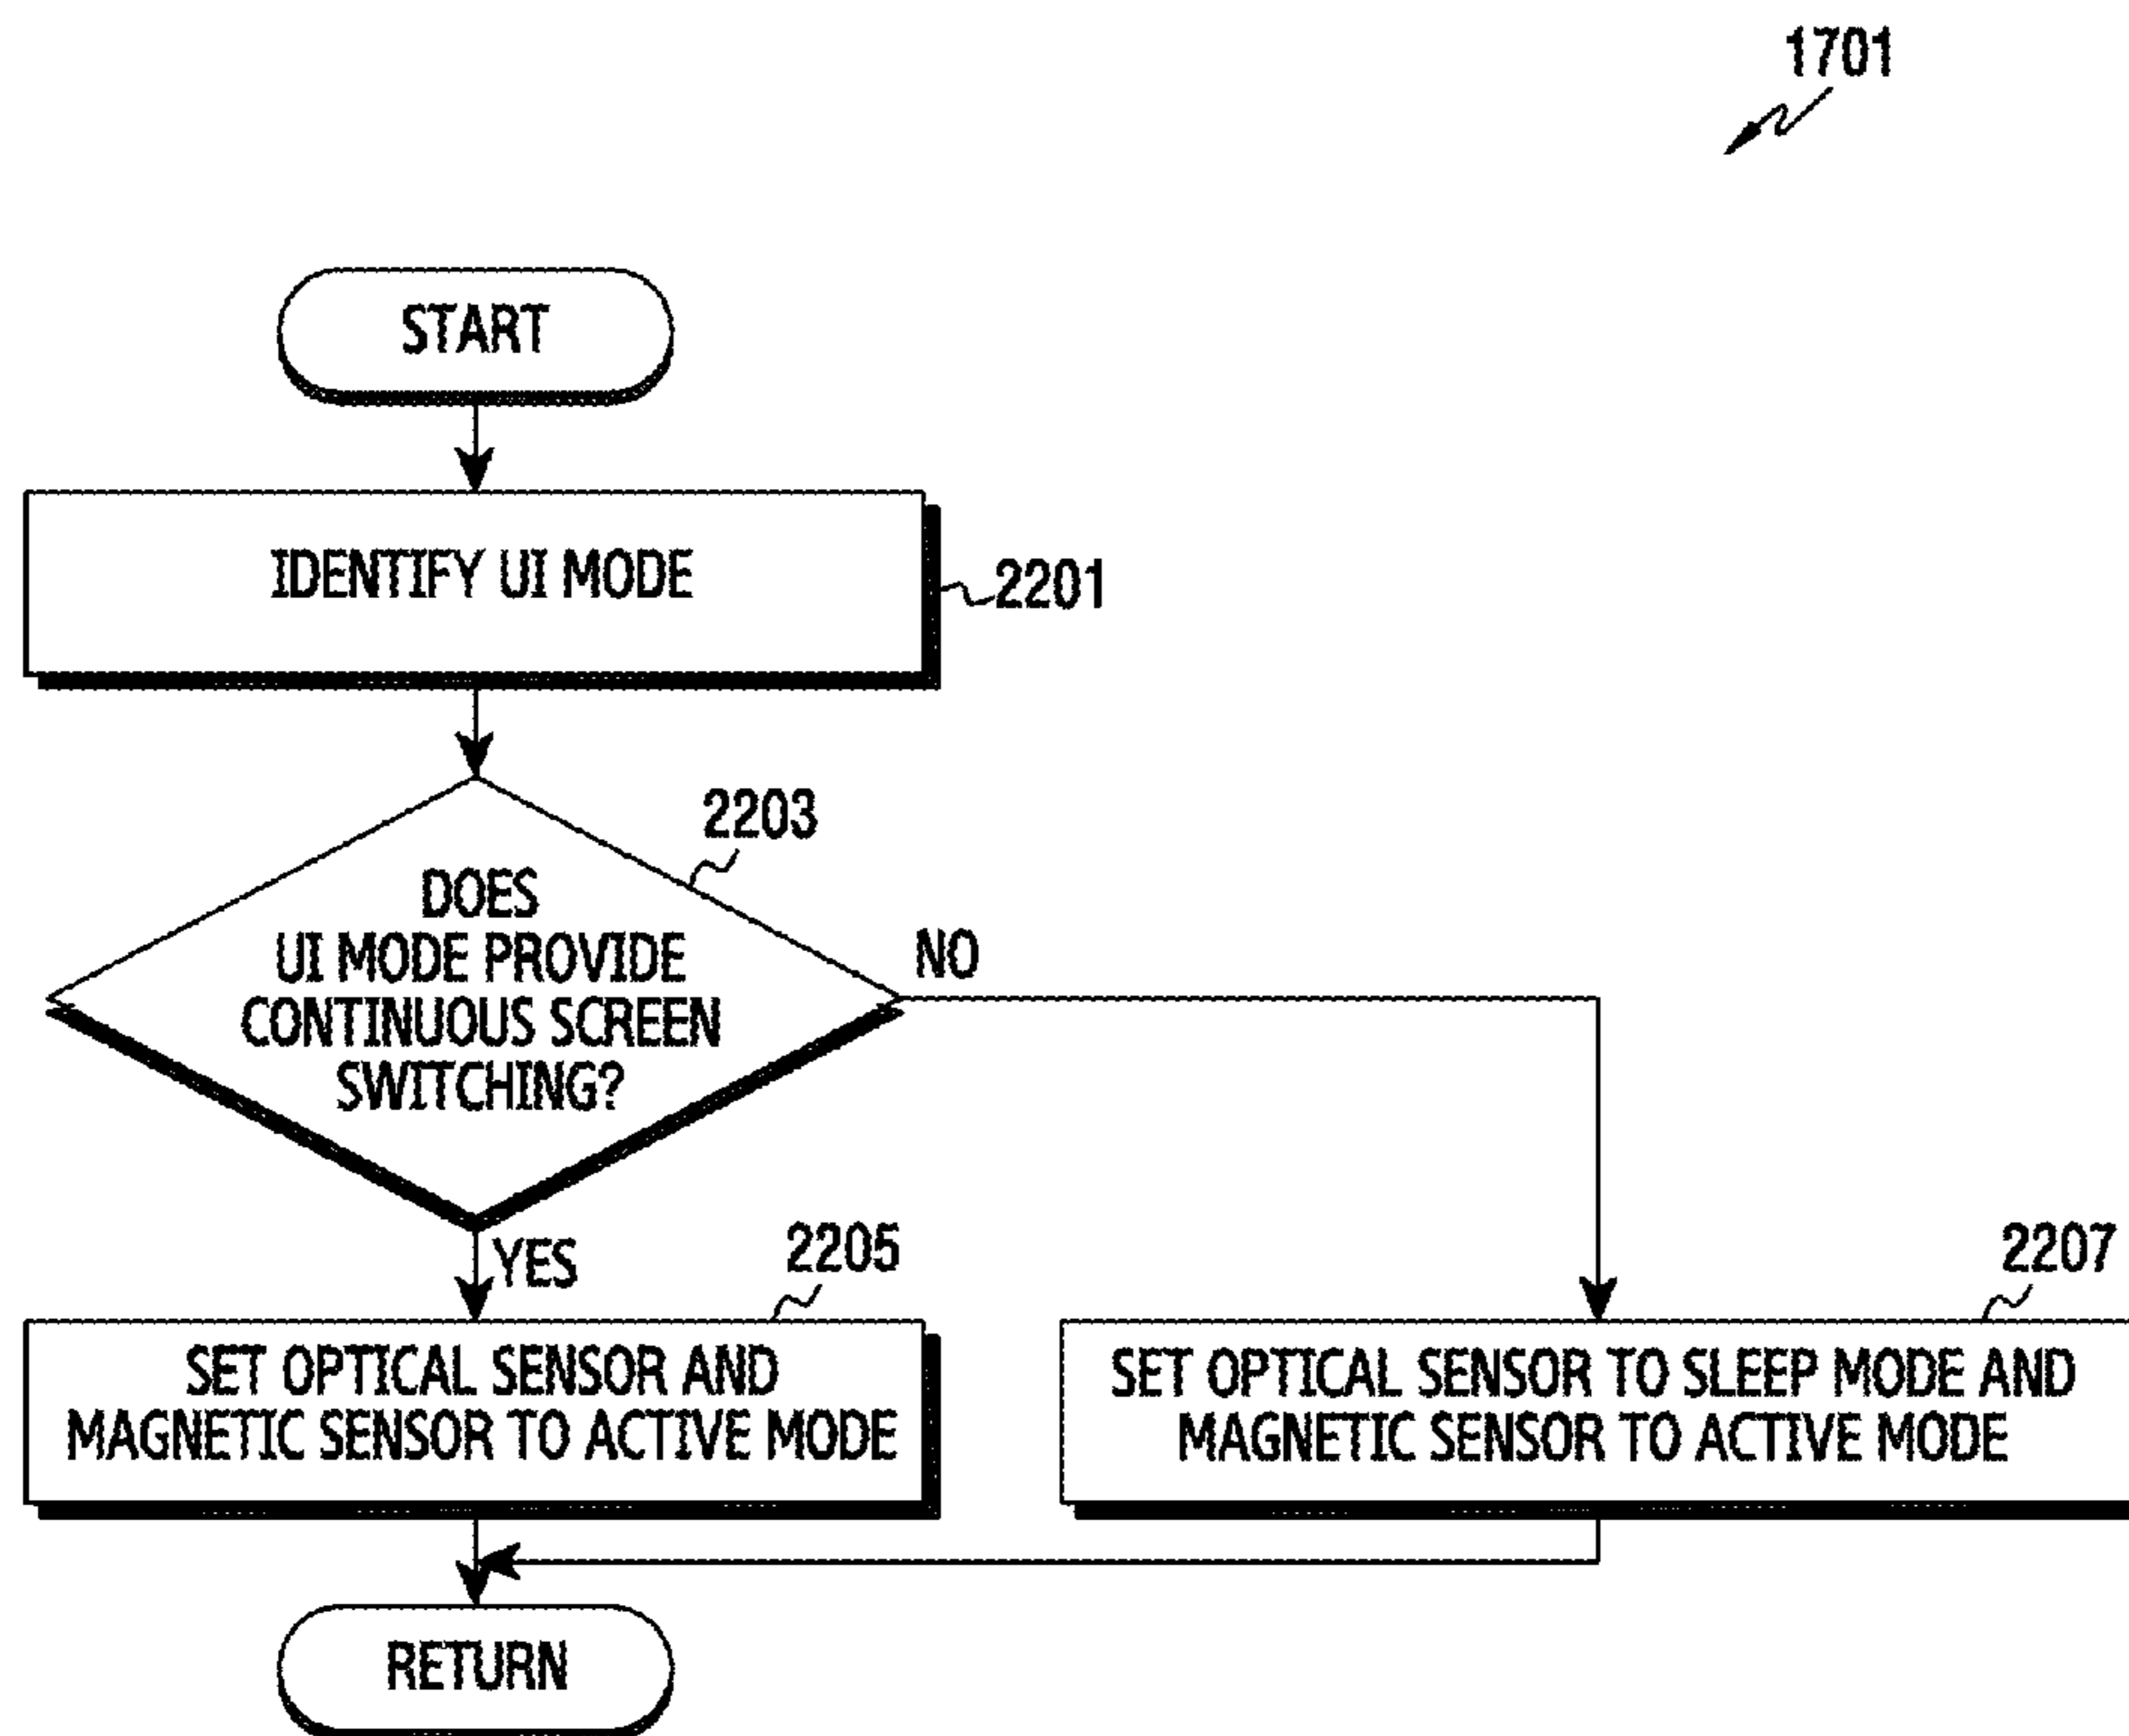 1701
START
IDENTIFY UI MODE
2201
2203
DOES
UI MODE PROVIDE
CONTINUOUS SCREEN
SWITCHING?
NO
YES
2205
SET OPTICAL SENSOR AND
MAGNETIC SENSOR TO ACTIVE MODE
2207
SET OPTICAL SENSOR TO SLEEP MODE AND
MAGNETIC SENSOR TO ACTIVE MODE
RETURN